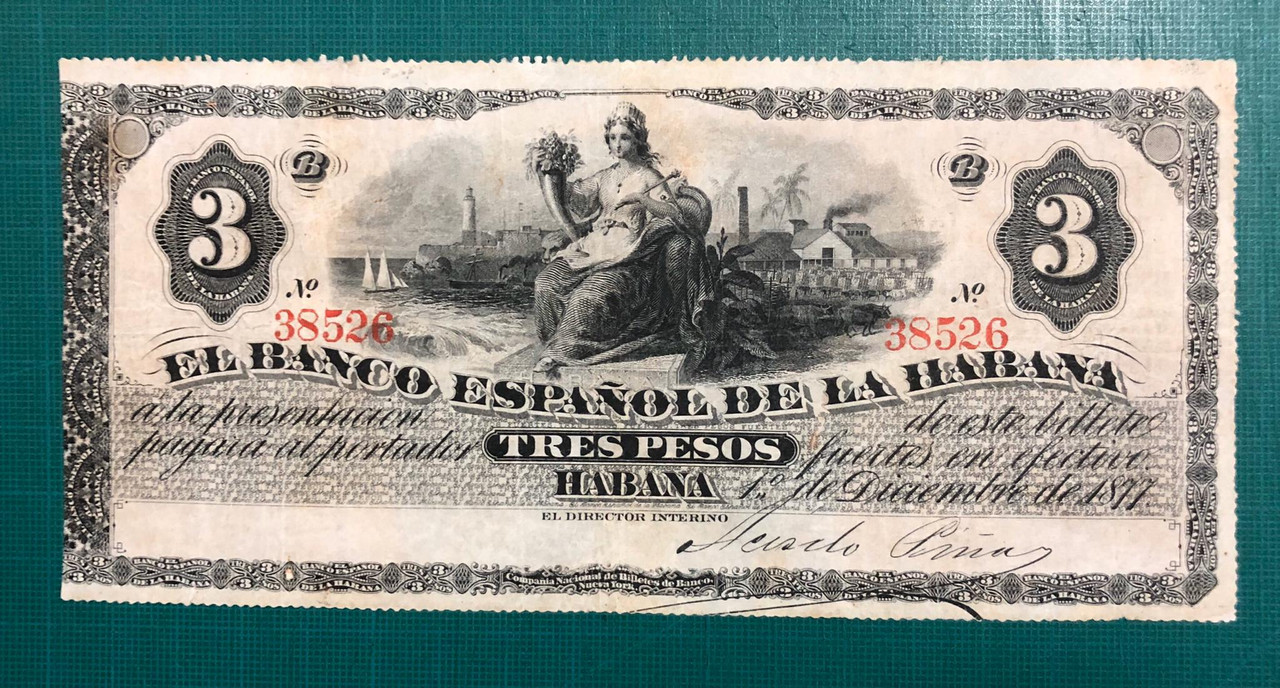 B B
3 3
Nº Nº
38526 38526
EL BANCO ESPAÑOL DE LA HABANA
a la presentacion de este billete
pagará al portador TRES PESOS fuertes en efectivo.
HABANA 1.º de Diciembre de 1877
EL DIRECTOR INTERINO
Compañia Nacional de Billetes de Banco.
Nueva York.